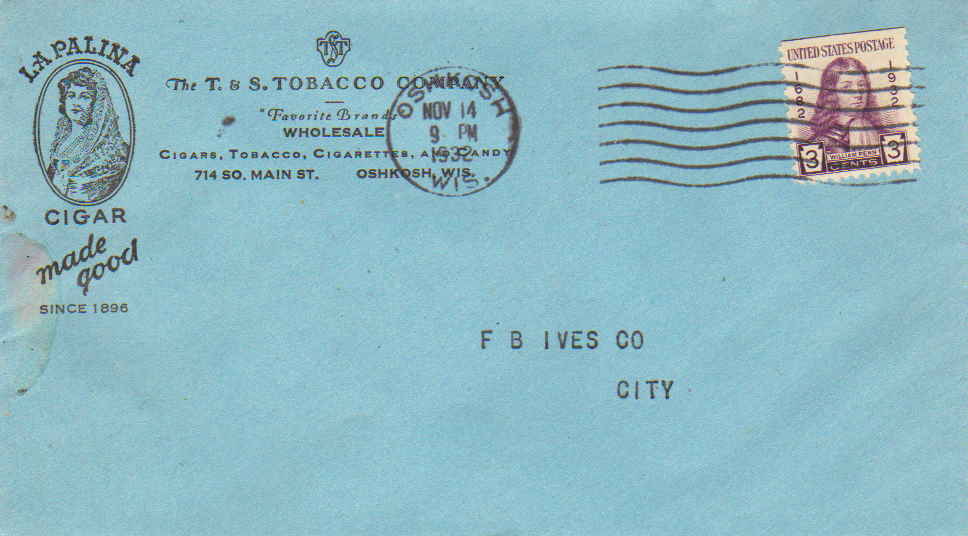 LA PALINA
CIGAR
made
good
SINCE 1896
T&ST
The T. & S. TOBACCO COMPANY
"Favorite Brands"
WHOLESALE
CIGARS, TOBACCO, CIGARETTES, AND CANDY
714 SO. MAIN ST. OSHKOSH, WIS.
OSHKOSH
NOV 14
9 PM
1932
WIS.
UNITED STATES POSTAGE
1682
1932
3 WILLIAM PENN 3
CENTS
F B IVES CO
CITY